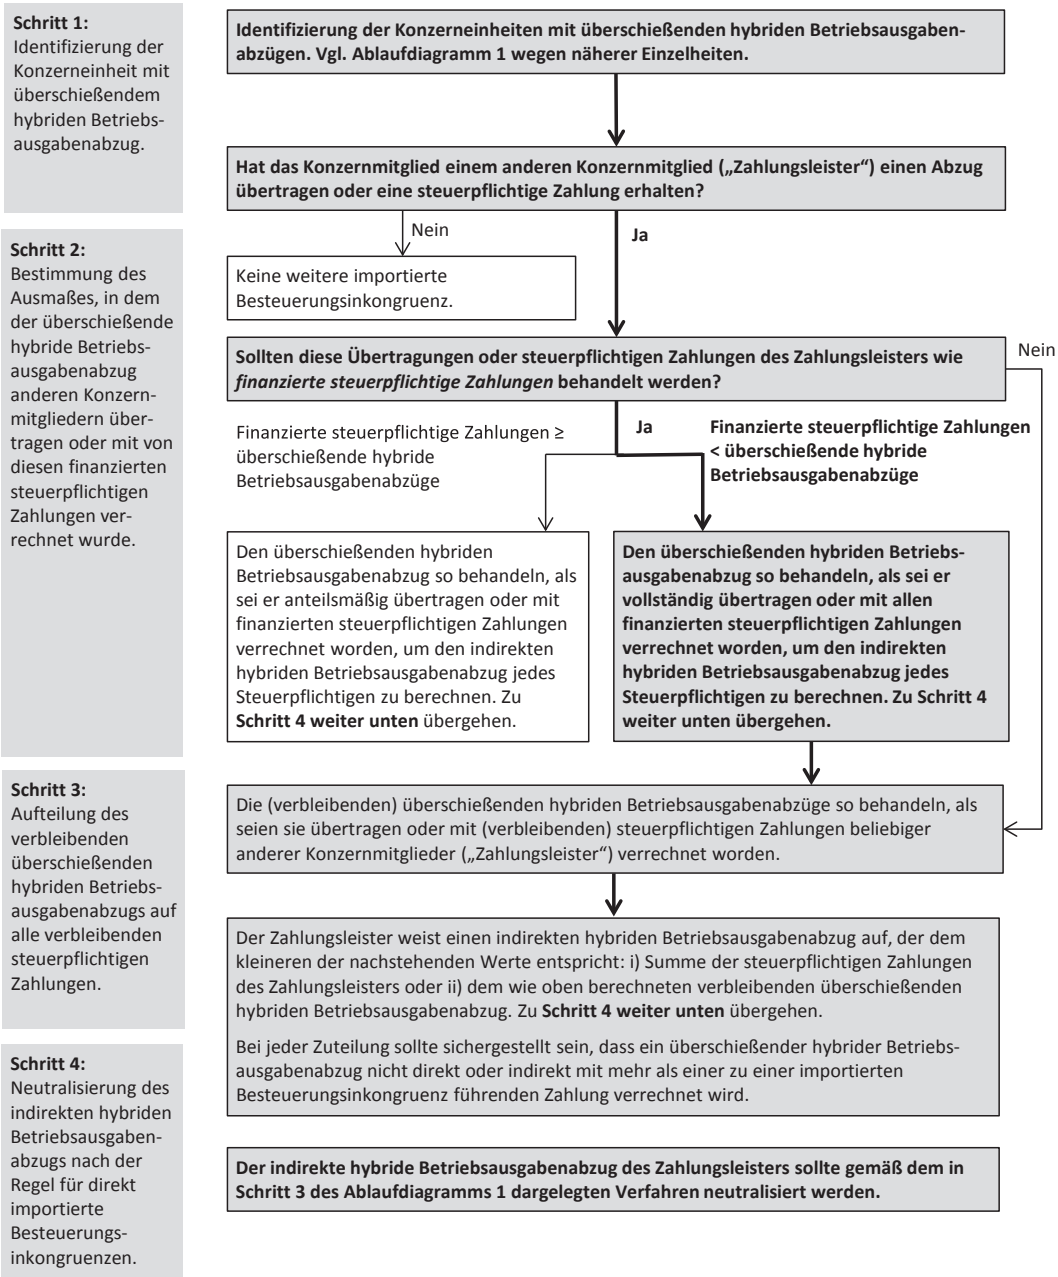 Schritt 1:
Identifizierung der
Konzerneinheit mit
überschießendem
hybriden Betriebs-
ausgabenabzug.
Identifizierung der Konzerneinheiten mit überschießenden hybriden Betriebsausgaben-
abzügen. Vgl. Ablaufdiagramm 1 wegen näherer Einzelheiten.
Hat das Konzernmitglied einem anderen Konzernmitglied („Zahlungsleister“) einen Abzug
übertragen oder eine steuerpflichtige Zahlung erhalten?
Schritt 2:
Bestimmung des
Ausmaßes, in dem
der überschießende
hybride Betriebs-
ausgabenabzug
anderen Konzern-
mitgliedern über-
tragen oder mit von
diesen finanzierten
steuerpflichtigen
Zahlungen ver-
rechnet wurde.
Nein
Ja
Keine weitere importierte
Besteuerungsinkongruenz.
Sollten diese Übertragungen oder steuerpflichtigen Zahlungen des Zahlungsleisters wie
finanzierte steuerpflichtige Zahlungen behandelt werden?
Nein
Finanzierte steuerpflichtige Zahlungen ≥
überschießende hybride
Betriebsausgabenabzüge
Ja
Finanzierte steuerpflichtige Zahlungen
< überschießende hybride
Betriebsausgabenabzüge
Den überschießenden hybriden
Betriebsausgabenabzug so behandeln, als
sei er anteilsmäßig übertragen oder mit
finanzierten steuerpflichtigen Zahlungen
verrechnet worden, um den indirekten
hybriden Betriebsausgabenabzug jedes
Steuerpflichtigen zu berechnen. Zu
Schritt 4 weiter unten übergehen.
Den überschießenden hybriden Betriebs-
ausgabenabzug so behandeln, als sei er
vollständig übertragen oder mit allen
finanzierten steuerpflichtigen Zahlungen
verrechnet worden, um den indirekten
hybriden Betriebsausgabenabzug jedes
Steuerpflichtigen zu berechnen. Zu Schritt 4
weiter unten übergehen.
Schritt 3:
Aufteilung des
verbleibenden
überschießenden
hybriden Betriebs-
ausgabenabzugs auf
alle verbleibenden
steuerpflichtigen
Zahlungen.
Die (verbleibenden) überschießenden hybriden Betriebsausgabenabzüge so behandeln, als
seien sie übertragen oder mit (verbleibenden) steuerpflichtigen Zahlungen beliebiger
anderer Konzernmitglieder („Zahlungsleister“) verrechnet worden.
Der Zahlungsleister weist einen indirekten hybriden Betriebsausgabenabzug auf, der dem
kleineren der nachstehenden Werte entspricht: i) Summe der steuerpflichtigen Zahlungen
des Zahlungsleisters oder ii) dem wie oben berechneten verbleibenden überschießenden
hybriden Betriebsausgabenabzug. Zu Schritt 4 weiter unten übergehen.
Bei jeder Zuteilung sollte sichergestellt sein, dass ein überschießender hybrider Betriebs-
ausgabenabzug nicht direkt oder indirekt mit mehr als einer zu einer importierten
Besteuerungsinkongruenz führenden Zahlung verrechnet wird.
Schritt 4:
Neutralisierung des
indirekten hybriden
Betriebsausgaben-
abzugs nach der
Regel für direkt
importierte
Besteuerungs-
inkongruenzen.
Der indirekte hybride Betriebsausgabenabzug des Zahlungsleisters sollte gemäß dem in
Schritt 3 des Ablaufdiagramms 1 dargelegten Verfahren neutralisiert werden.